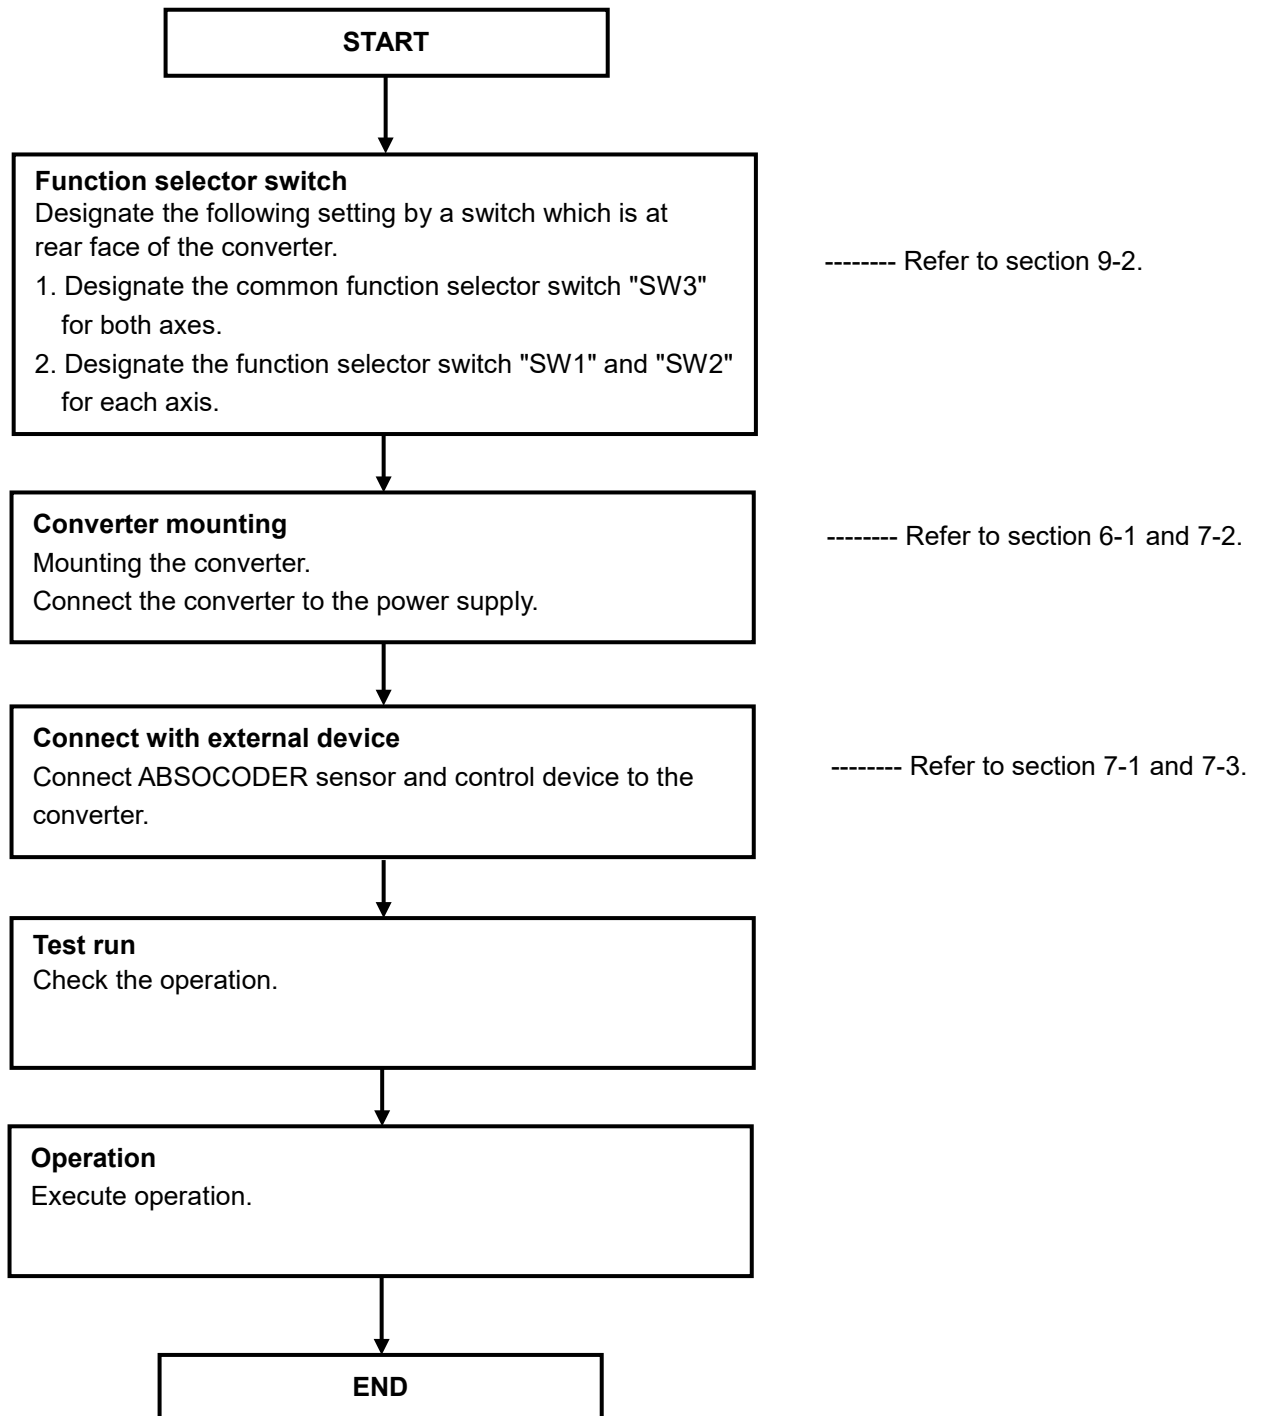 START
Function selector switch
Designate the following setting by a switch which is at
rear face of the converter.
1. Designate the common function selector switch "SW3"
for both axes.
2. Designate the function selector switch "SW1" and "SW2"
for each axis.
-------- Refer to section 9-2.
Converter mounting
Mounting the converter.
Connect the converter to the power supply.
-------- Refer to section 6-1 and 7-2.
Connect with external device
Connect ABSOCODER sensor and control device to the
converter.
-------- Refer to section 7-1 and 7-3.
Test run
Check the operation.
Operation
Execute operation.
END